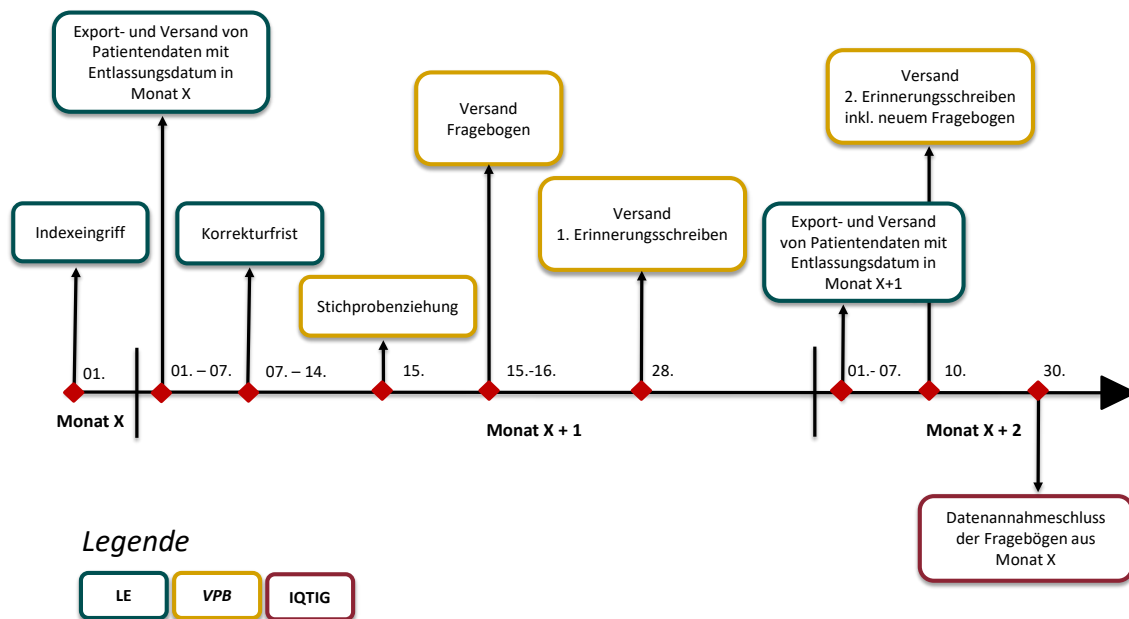 Export- und Versand von
Patientendaten mit
Entlassungsdatum in
Monat X
Versand
Fragebogen
Versand
2. Erinnerungsschreiben
inkl. neuem Fragebogen
Indexeingriff
Korrekturfrist
Stichprobenziehung
Versand
1. Erinnerungsschreiben
Export- und Versand
von Patientendaten mit
Entlassungsdatum in
Monat X+1
01.
01. – 07.
07. – 14.
15.
15.-16.
28.
01.- 07.
10.
30.
Monat X
Monat X + 1
Monat X + 2
Datenannahmeschluss
der Fragebögen aus
Monat X
Legende
LE
VPB
IQTIG